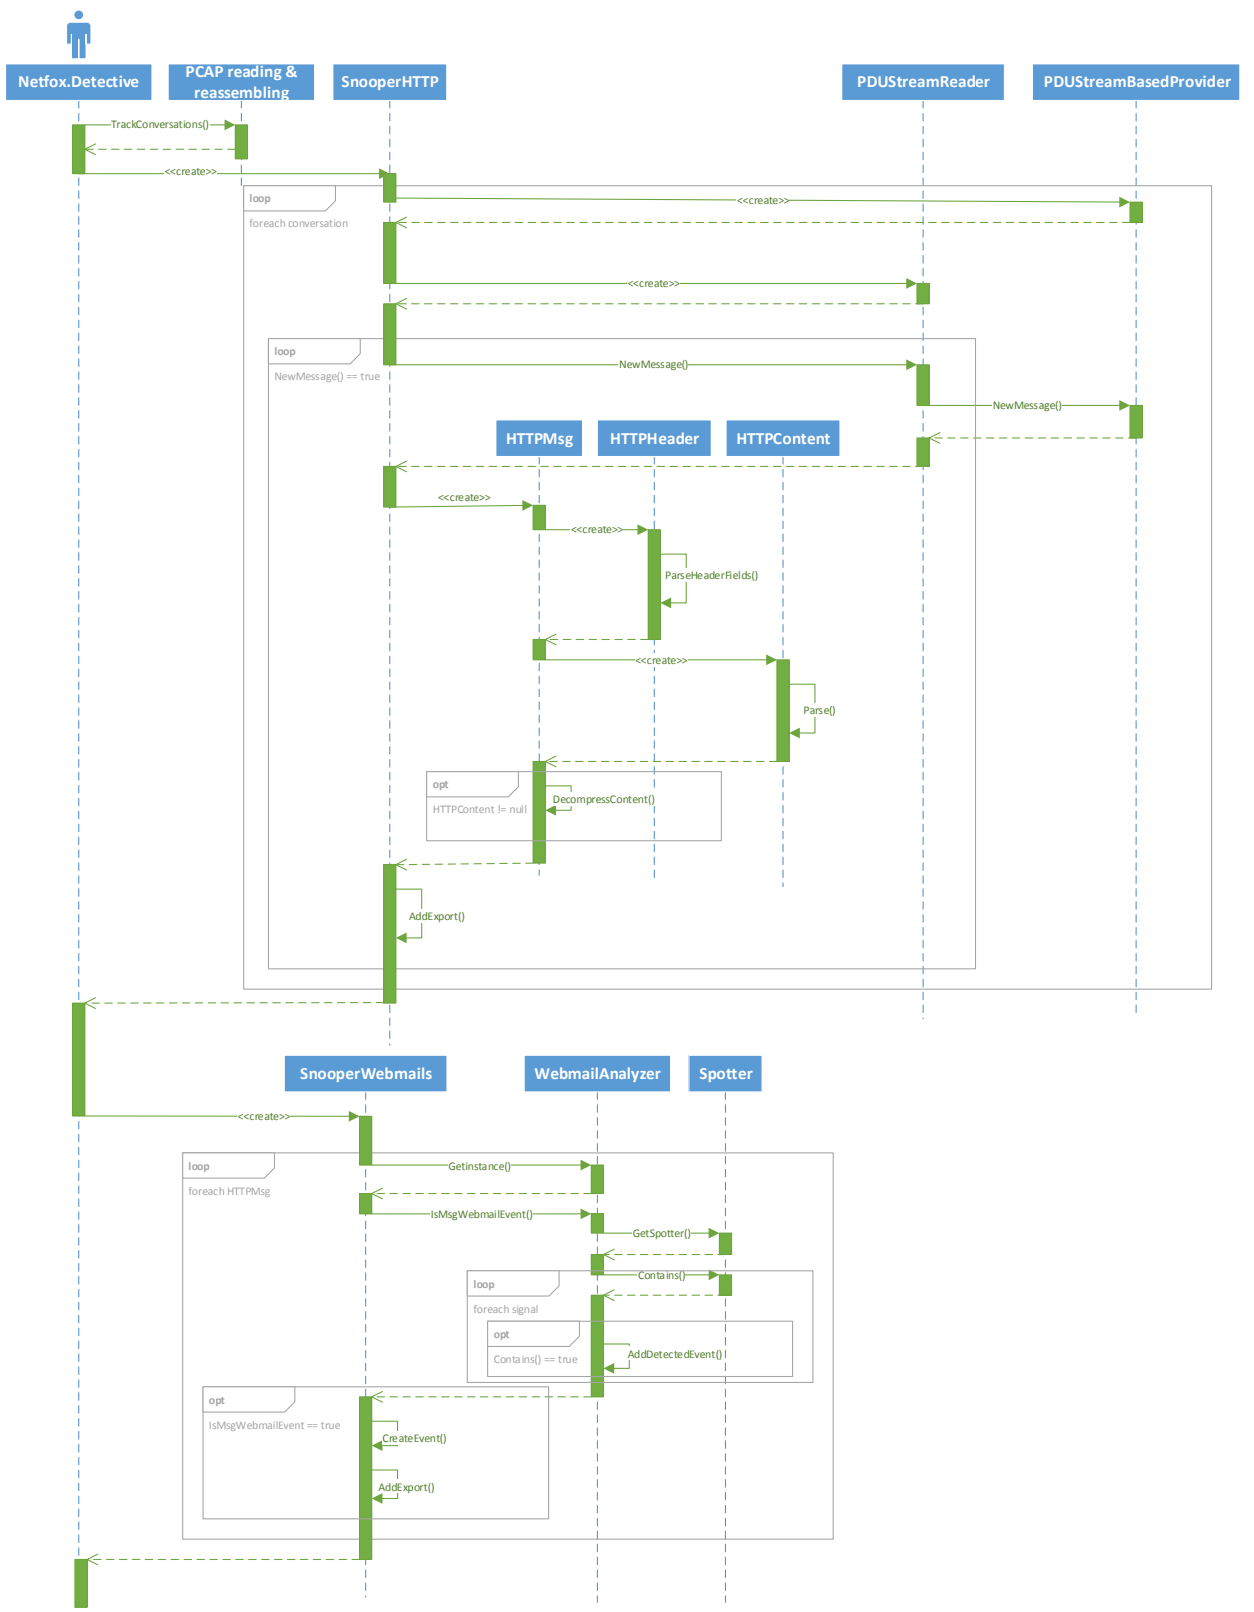 Netfox.Detective
PCAP reading &
reassembling
SnooperHTTP
PDUStreamReader
PDUStreamBasedProvider
TrackConversations()
<<create>>
loop
<<create>>
foreach conversation
<<create>>
loop
NewMessage()
NewMessage() == true
NewMessage()
HTTPMsg
HTTPHeader
HTTPContent
<<create>>
<<create>>
ParseHeaderFields()
<<create>>
Parse()
opt
DecompressContent()
HTTPContent != null
AddExport()
SnooperWebmails
WebmailAnalyzer
Spotter
<<create>>
loop
GetInstance()
foreach HTTPMsg
IsMsgWebmailEvent()
GetSpotter()
Contains()
loop
foreach signal
opt
AddDetectedEvent()
Contains() == true
opt
IsMsgWebmailEvent == true
CreateEvent()
AddExport()